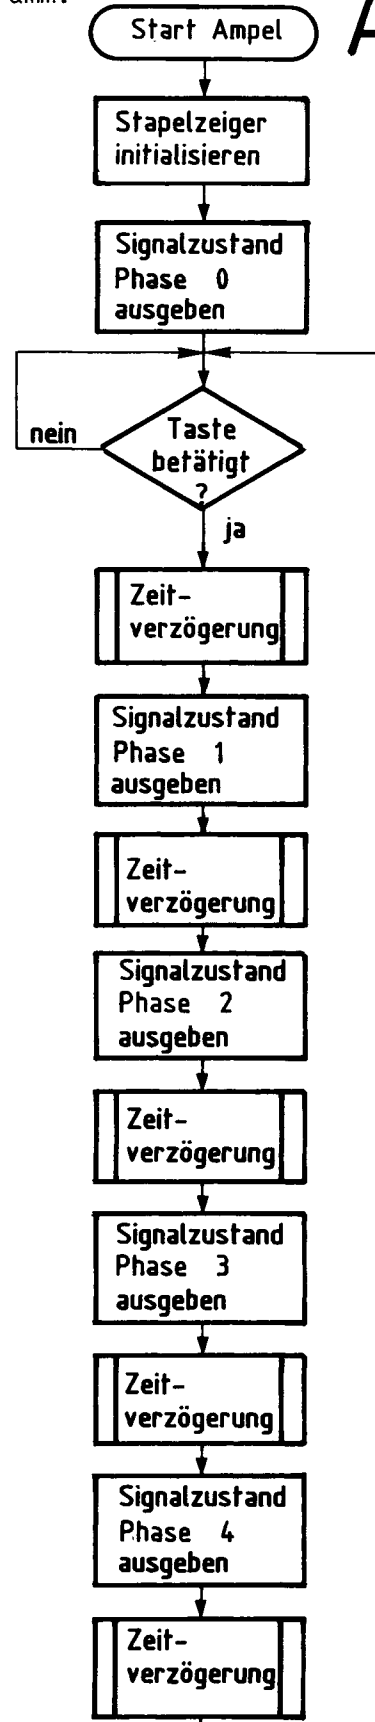 Start Ampel
Stapelzeiger
initialisieren
Signalzustand
Phase 0
ausgeben
nein
Taste
betätigt
?
ja
Zeit-
verzögerung
Signalzustand
Phase 1
ausgeben
Zeit-
verzögerung
Signalzustand
Phase 2
ausgeben
Zeit-
verzögerung
Signalzustand
Phase 3
ausgeben
Zeit-
verzögerung
Signalzustand
Phase 4
ausgeben
Zeit-
verzögerung